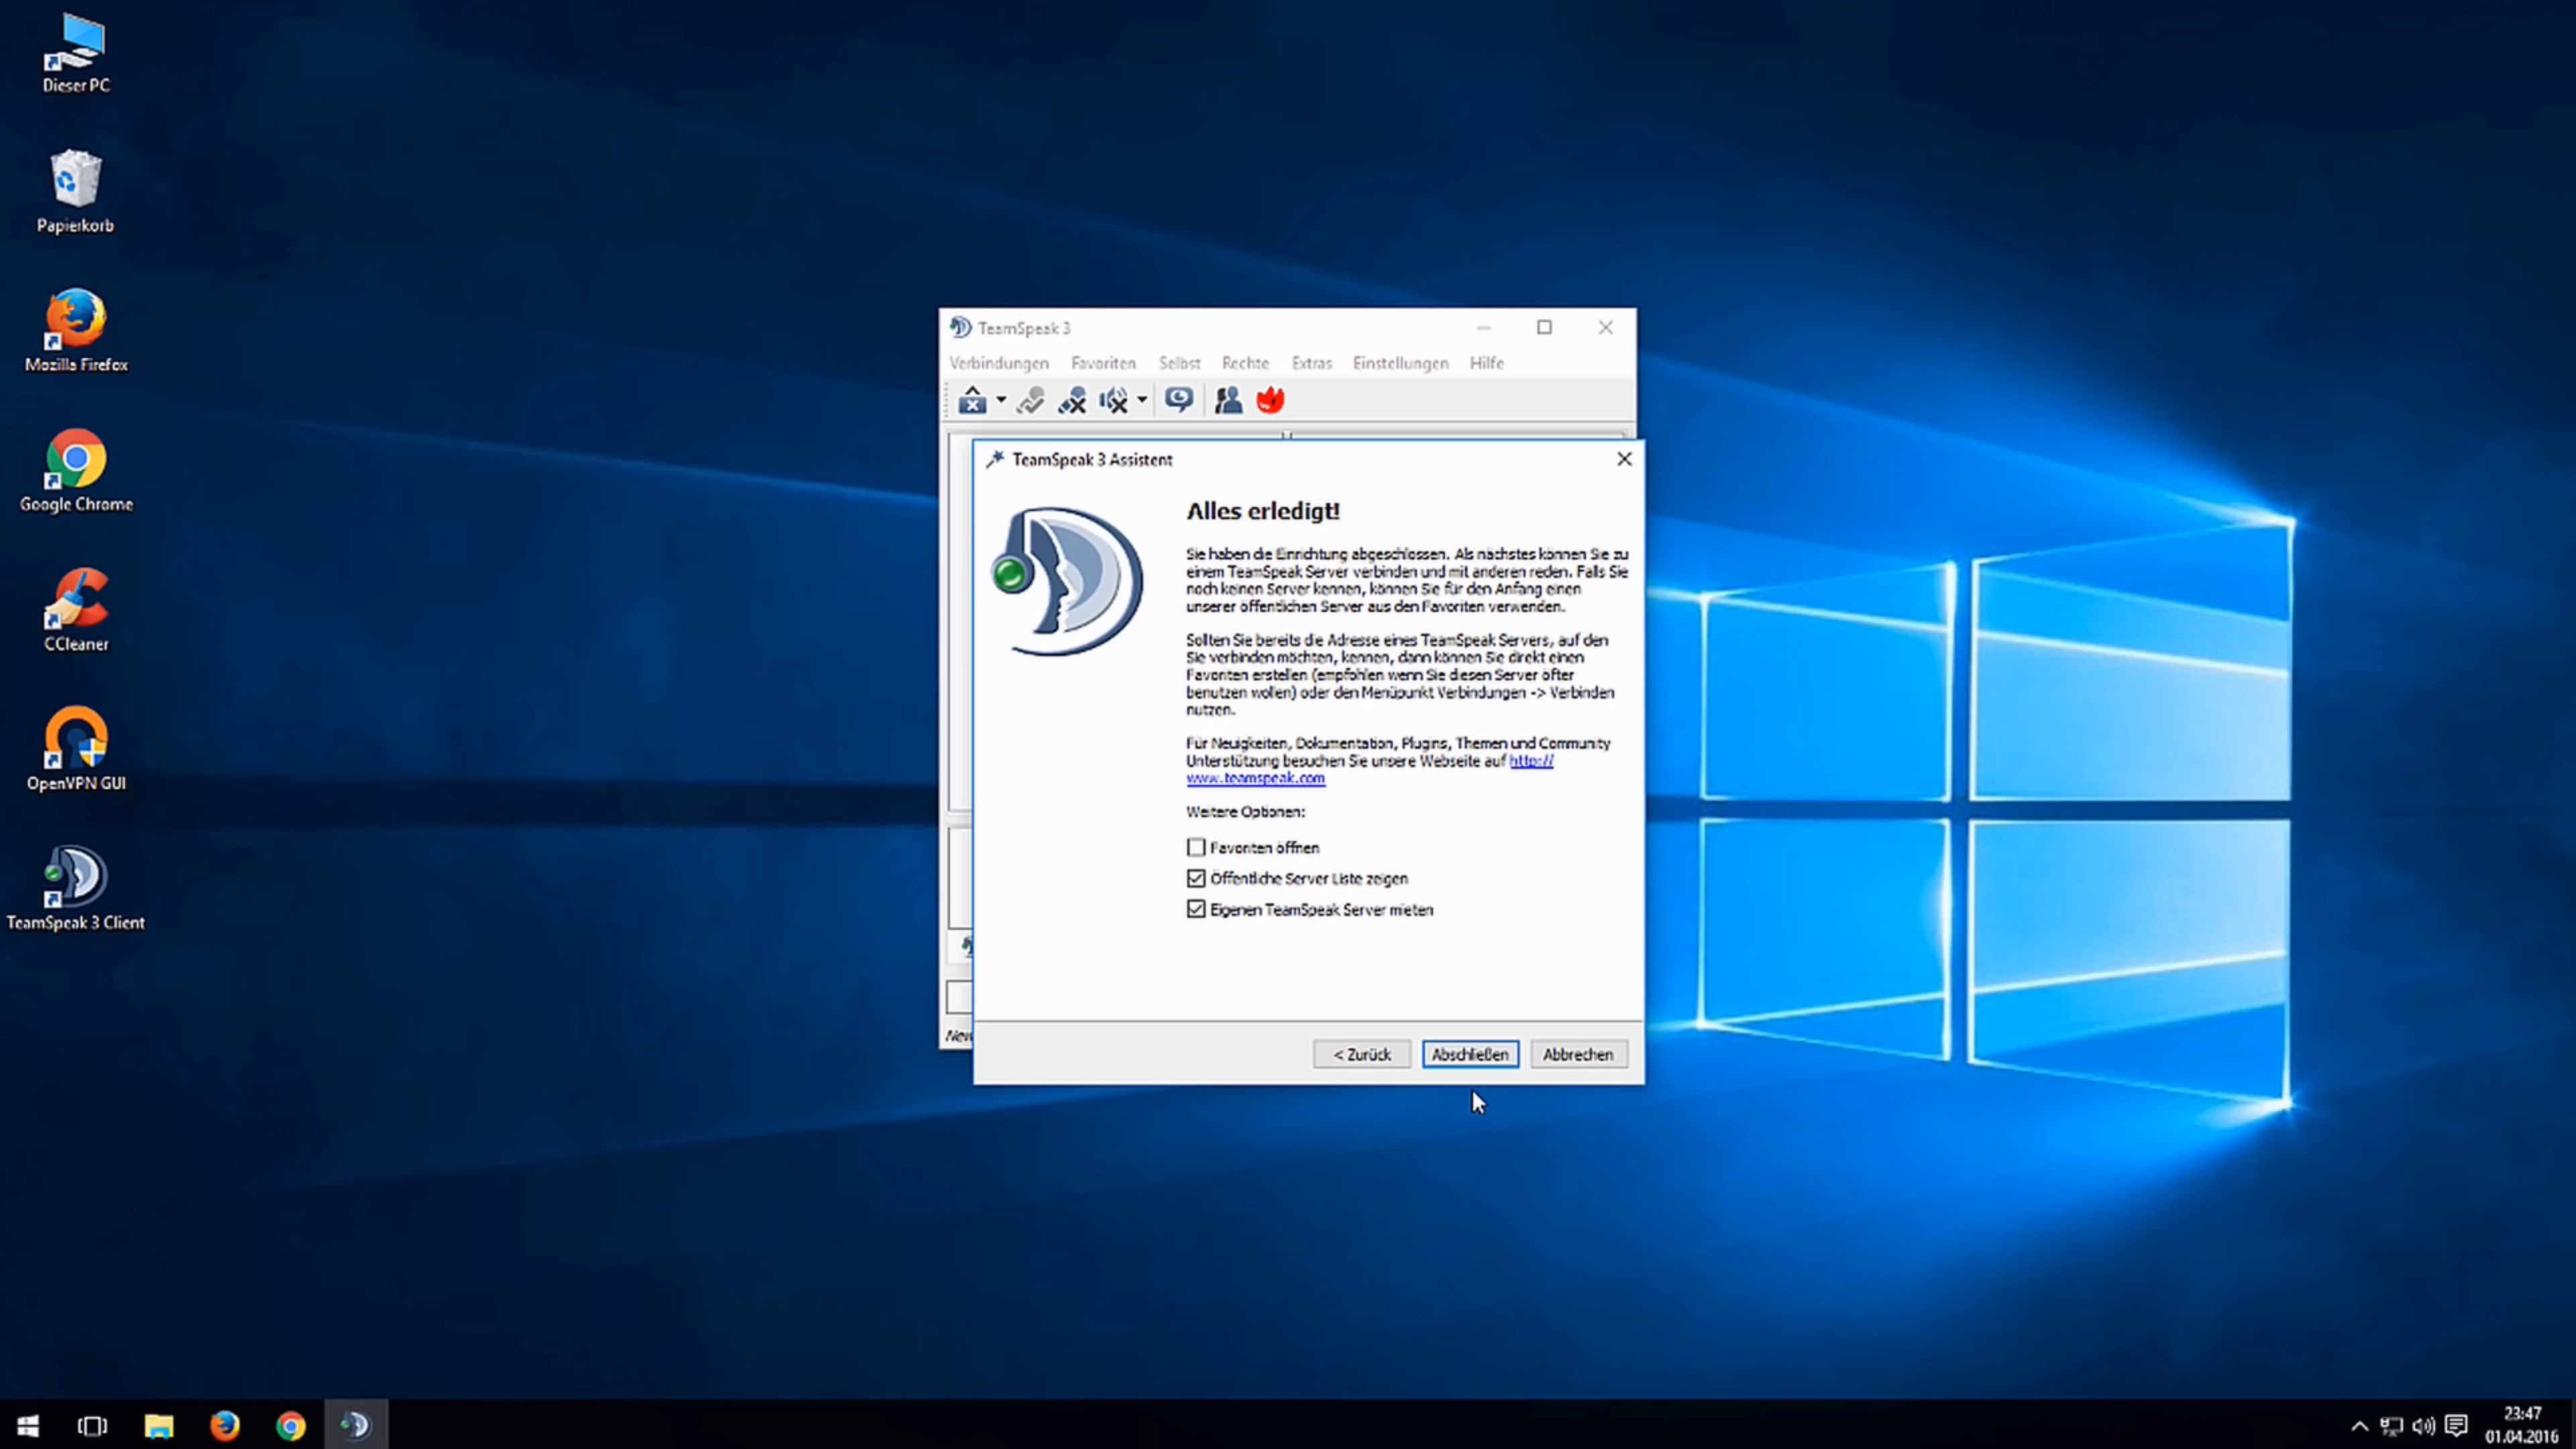 Dieser PC
Papierkorb
Mozilla Firefox
Google Chrome
CCleaner
OpenVPN GUI
TeamSpeak 3 Client
TeamSpeak 3
Verbindungen Favoriten Selbst Rechte Extras Einstellungen Hilfe
TeamSpeak 3 Assistent
Alles erledigt!
Sie haben die Einrichtung abgeschlossen. Als nächstes können Sie zu
einem TeamSpeak Server verbinden und mit anderen reden. Falls Sie
noch keinen Server kennen, können Sie für den Anfang einen
unserer öffentlichen Server aus den Favoriten verwenden.
Sollten Sie bereits die Adresse eines TeamSpeak Servers, auf den
Sie verbinden möchten, kennen, dann können Sie direkt einen
Favoriten erstellen (empfohlen wenn Sie diesen Server öfter
benutzen wollen) oder den Menüpunkt Verbindungen -> Verbinden
nutzen.
Für Neuigkeiten, Dokumentation, Plugins, Themen und Community
Unterstützung besuchen Sie unsere Webseite auf http://
www.teamspeak.com
Weitere Optionen:
Favoriten öffnen
Öffentliche Server Liste zeigen
Eigenen TeamSpeak Server mieten
< Zurück Abschließen Abbrechen
23:47
01.04.2016